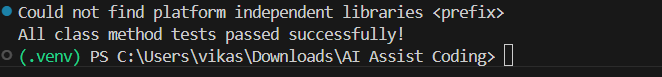 Could not find platform independent libraries <prefix>
All class method tests passed successfully!
(.venv) PS C:\Users\vikas\Downloads\AI Assist Coding>